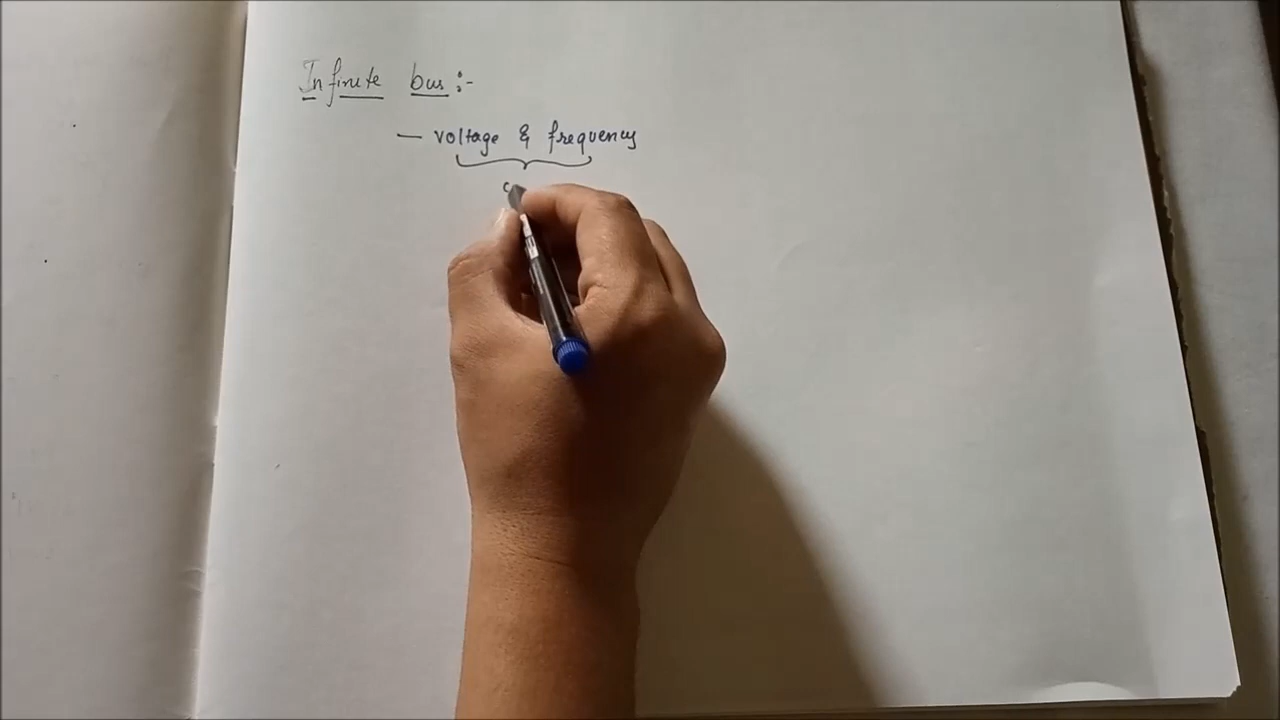 Infinite bus :-
— voltage & frequency
c